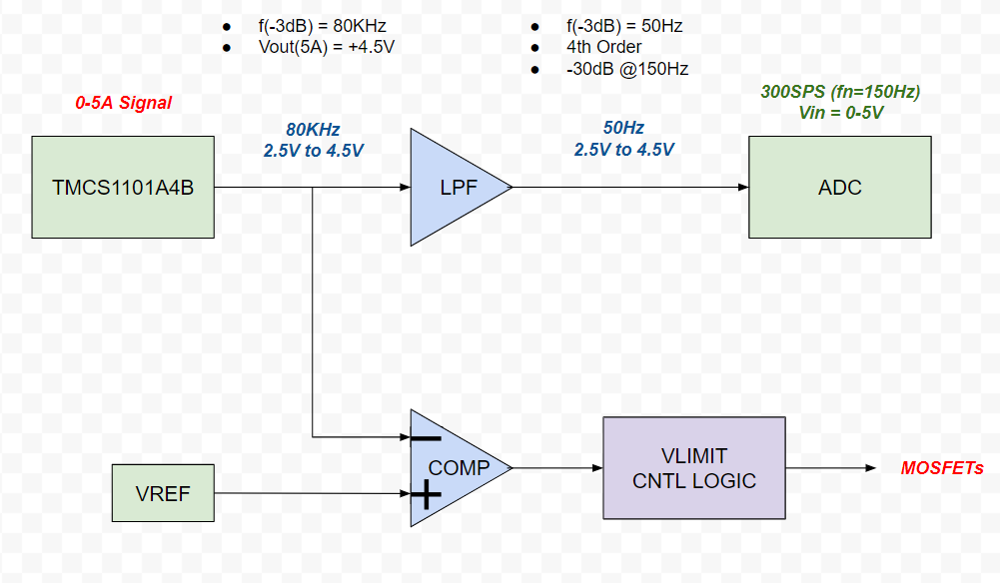 ● f(-3dB) = 80KHz
● Vout(5A) = +4.5V
● f(-3dB) = 50Hz
● 4th Order
● -30dB @150Hz
0-5A Signal
80KHz
2.5V to 4.5V
50Hz
2.5V to 4.5V
300SPS (fn=150Hz)
Vin = 0-5V
TMCS1101A4B
LPF
ADC
VREF
COMP
VLIMIT
CNTL LOGIC
MOSFETs